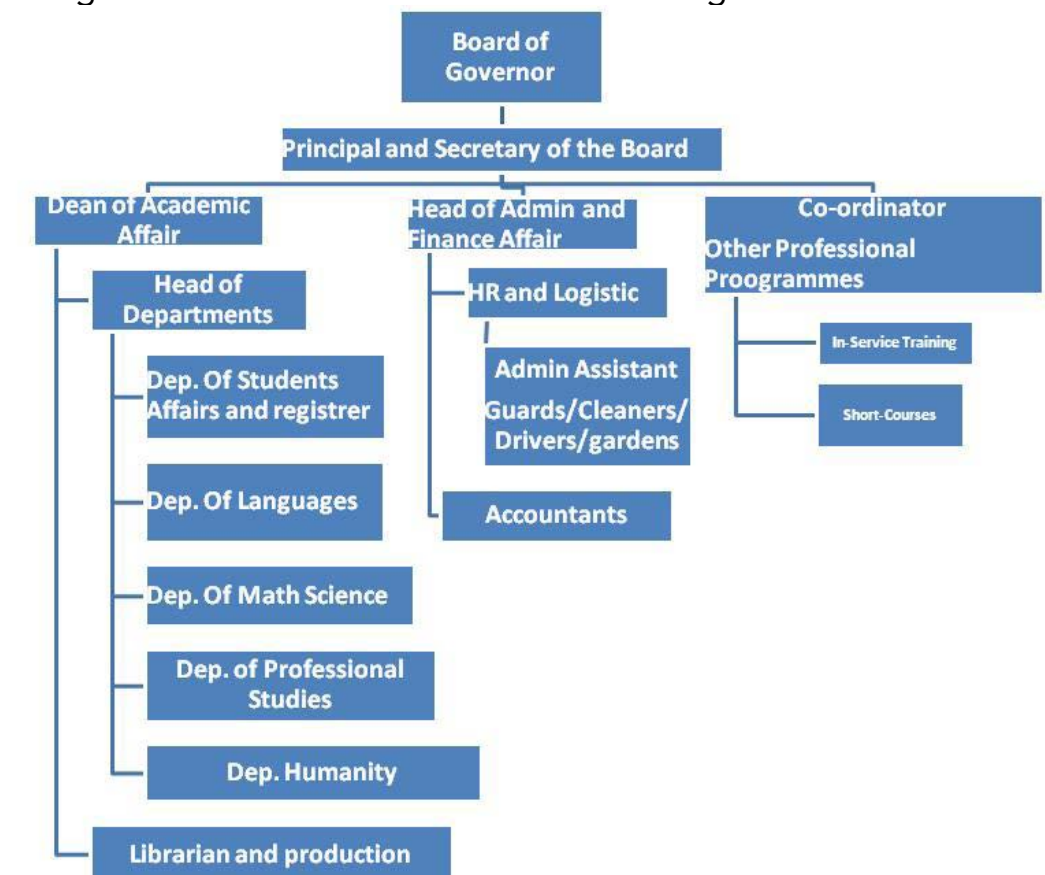 Board of
Governor
Principal and Secretary of the Board
Dean of Academic
Affair
Head of Admin and
Finance Affair
Co-ordinator
Other Professional
Proogrammes
Head of
Departments
HR and Logistic
In-Service Training
Admin Assistant
Guards/Cleaners/
Drivers/gardens
Dep. Of Students
Affairs and registrer
Short-Courses
Dep. Of Languages
Accountants
Dep. Of Math Science
Dep. of Professional
Studies
Dep. Humanity
Librarian and production